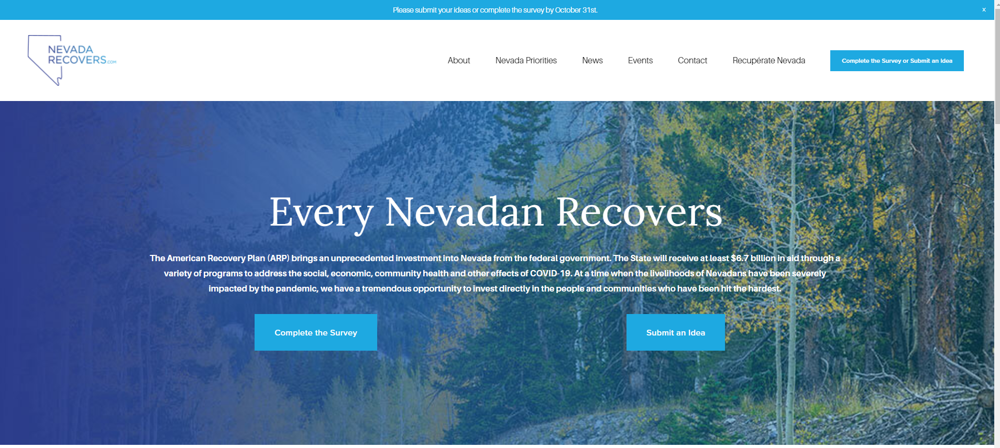 Please submit your ideas or complete the survey by October 31st.
x
NEVADA
RECOVERS.COM
About
Nevada Priorities
News
Events
Contact
Recupérate Nevada
Complete the Survey or Submit an Idea
Every Nevadan Recovers
The American Recovery Plan (ARP) brings an unprecedented investment into Nevada from the federal government. The State will receive at least $6.7 billion in aid through a
variety of programs to address the social, economic, community health and other effects of COVID-19. At a time when the livelihoods of Nevadans have been severely
impacted by the pandemic, we have a tremendous opportunity to invest directly in the people and communities who have been hit the hardest.
Complete the Survey
Submit an Idea